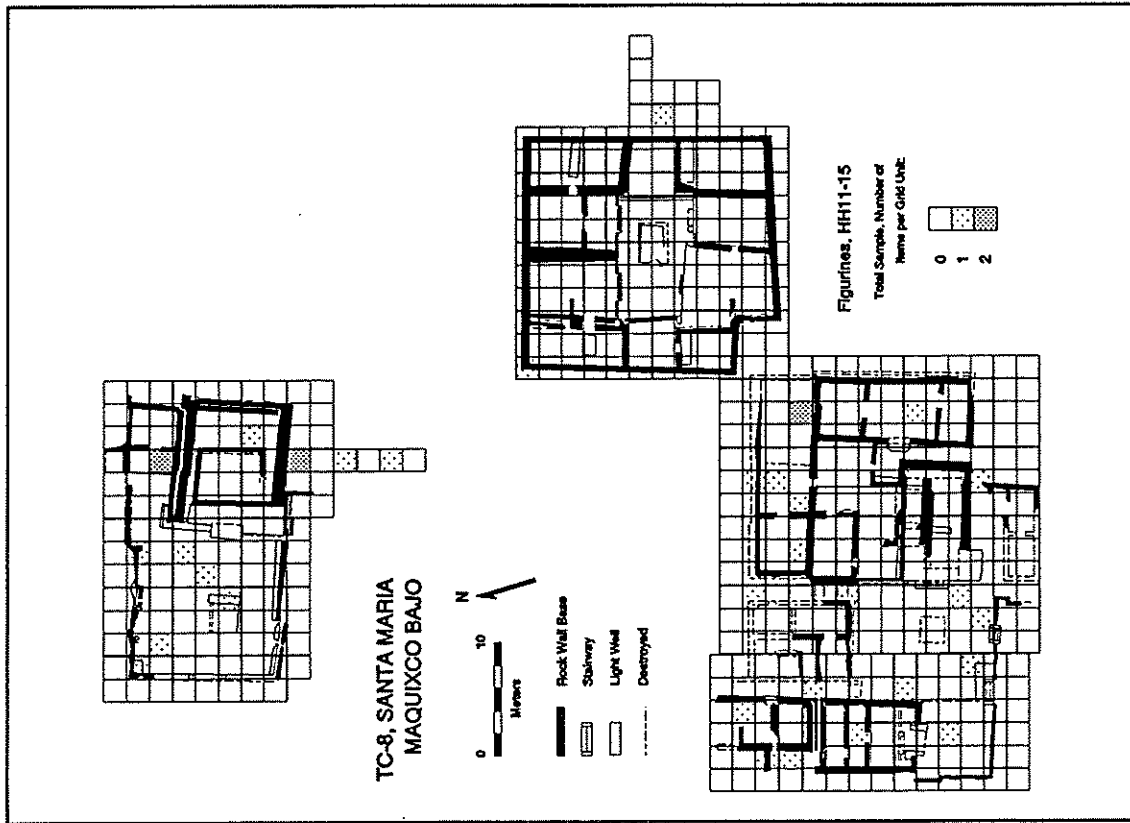 TC-8, SANTA MARIA
MAQUIXCO BAJO
N
0 10
Meters
Rock Wall Base
Stairway
Light Well
Destroyed
Figurines, HH11-15
Total Sample, Number of
Items per Grid Unit:
0
1
2